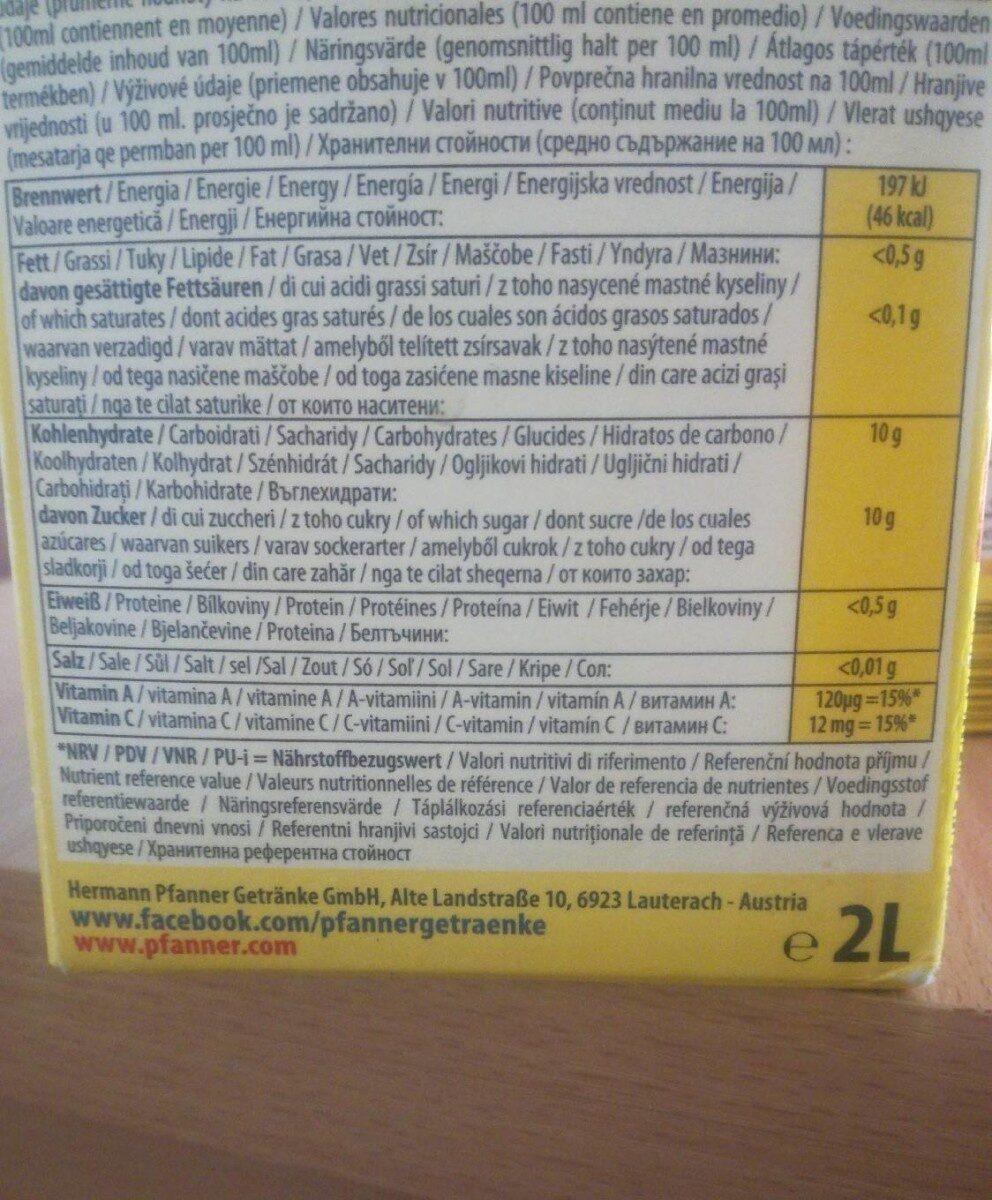 (100ml contiennent en moyenne) / Valores nutricionales (100 ml contiene en promedio) / Voedingswaarden
(gemiddelde inhoud van 100ml) / Näringsvärde (genomsnittlig halt per 100 ml) / Átlagos tápérték (100ml
termékben) / Výživové údaje (priemene obsahuje v 100ml) / Povprečna hranilna vrednost na 100ml / Hranjive
vrijednosti (u 100 ml. prosječno je sadržano) / Valori nutritive (conținut mediu la 100ml) / Vlerat ushqyese
(mesatarja qe permban per 100 ml) / Хранителни стойности (средно съдържание на 100 мл) :
Brennwert / Energia / Energie / Energy / Energía / Energi / Energijska vrednost / Energija / 197 kJ
Valoare energetică / Energji / Енергийна стойност: (46 kcal)
Fett / Grassi / Tuky / Lipide / Fat / Grasa / Vet / Zsír / Maščobe / Fasti / Yndyra / Мазнини: <0,5 g
davon gesättigte Fettsäuren / di cui acidi grassi saturi / z toho nasycené mastné kyseliny /
of which saturates / dont acides gras saturés / de los cuales son ácidos grasos saturados / <0,1 g
waarvan verzadigd / varav mättat / amelyből telített zsírsavak / z toho nasýtené mastné
kyseliny / od tega nasičene maščobe / od toga zasićene masne kiseline / din care acizi grași
saturați / nga te cilat saturike / от които наситени:
Kohlenhydrate / Carboidrati / Sacharidy / Carbohydrates / Glucides / Hidratos de carbono / 10 g
Koolhydraten / Kolhydrat / Szénhidrát / Sacharidy / Ogljikovi hidrati / Ugljični hidrati /
Carbohidrați / Karbohidrate / Въглехидрати:
davon Zucker / di cui zuccheri / z toho cukry / of which sugar / dont sucre /de los cuales 10 g
azúcares / waarvan suikers / varav sockerarter / amelyből cukrok / z toho cukry / od tega
sladkorji / od toga šećer / din care zahăr / nga te cilat sheqerna / от които захар:
Eiweiß / Proteine / Bílkoviny / Protein / Protéines / Proteína / Eiwit / Fehérje / Bielkoviny / <0,5 g
Beljakovine / Bjelančevine / Proteina / Белтъчини:
Salz / Sale / Sůl / Salt / sel /Sal / Zout / Só / Soľ / Sol / Sare / Kripe / Сол: <0,01 g
Vitamin A / vitamina A / vitamine A / A-vitamiini / A-vitamin / vitamín A / витамин А: 120µg =15%*
Vitamin C / vitamina C / vitamine C / C-vitamiini / C-vitamin / vitamín C / витамин С: 12 mg = 15%*
*NRV / PDV / VNR / PU-i = Nährstoffbezugswert / Valori nutritivi di riferimento / Referenční hodnota příjmu /
Nutrient reference value / Valeurs nutritionnelles de référence / Valor de referencia de nutrientes / Voedingsstof
referentiewaarde / Näringsreferensvärde / Táplálkozási referenciaérték / referenčná výživová hodnota /
Priporočeni dnevni vnosi / Referentni hranjivi sastojci / Valori nutriționale de referință / Referenca e vlerave
ushqyese / Хранителна референтна стойност
Hermann Pfanner Getränke GmbH, Alte Landstraße 10, 6923 Lauterach - Austria
www.facebook.com/pfannergetraenke
www.pfanner.com
e 2L